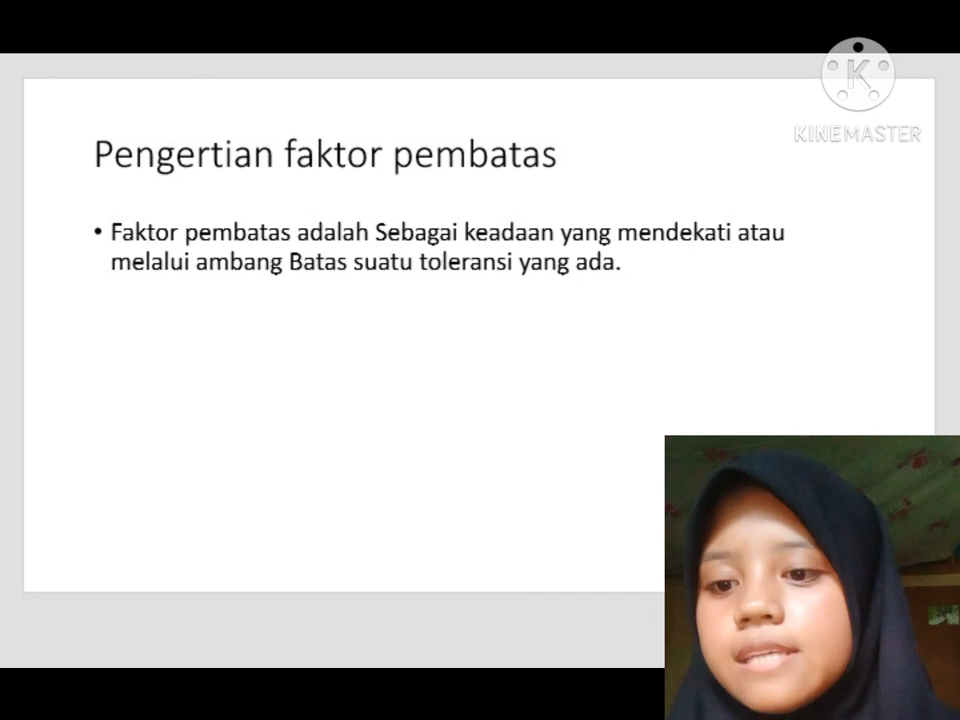 K
KINEMASTER
Pengertian faktor pembatas
• Faktor pembatas adalah Sebagai keadaan yang mendekati atau
melalui ambang Batas suatu toleransi yang ada.